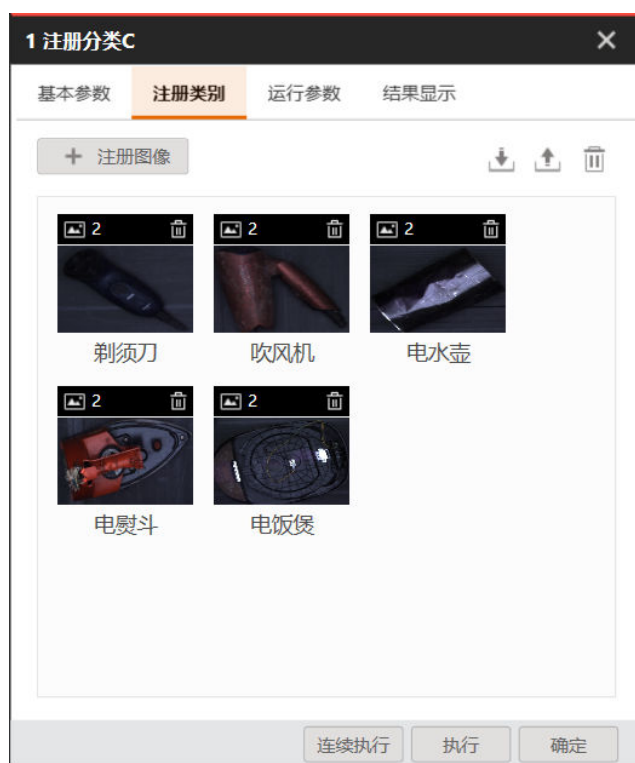 1 注册分类C
基本参数 注册类别 运行参数 结果显示
+ 注册图像
2 2 2
剃须刀 吹风机 电水壶
2 2
电熨斗 电饭煲
连续执行 执行 确定